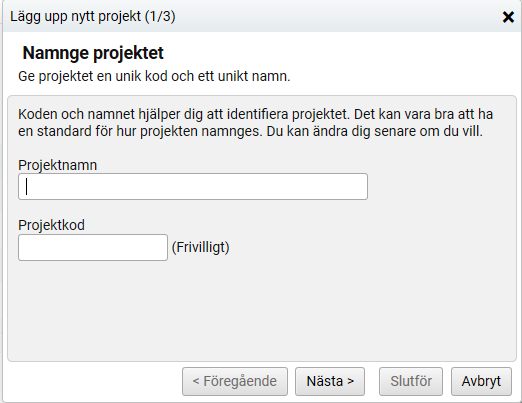 Lägg upp nytt projekt (1/3)
Namnge projektet
Ge projektet en unik kod och ett unikt namn.
Koden och namnet hjälper dig att identifiera projektet. Det kan vara bra att ha
en standard för hur projekten namnges. Du kan ändra dig senare om du vill.
Projektnamn
Projektkod
(Frivilligt)
< Föregående Nästa > Slutför Avbryt